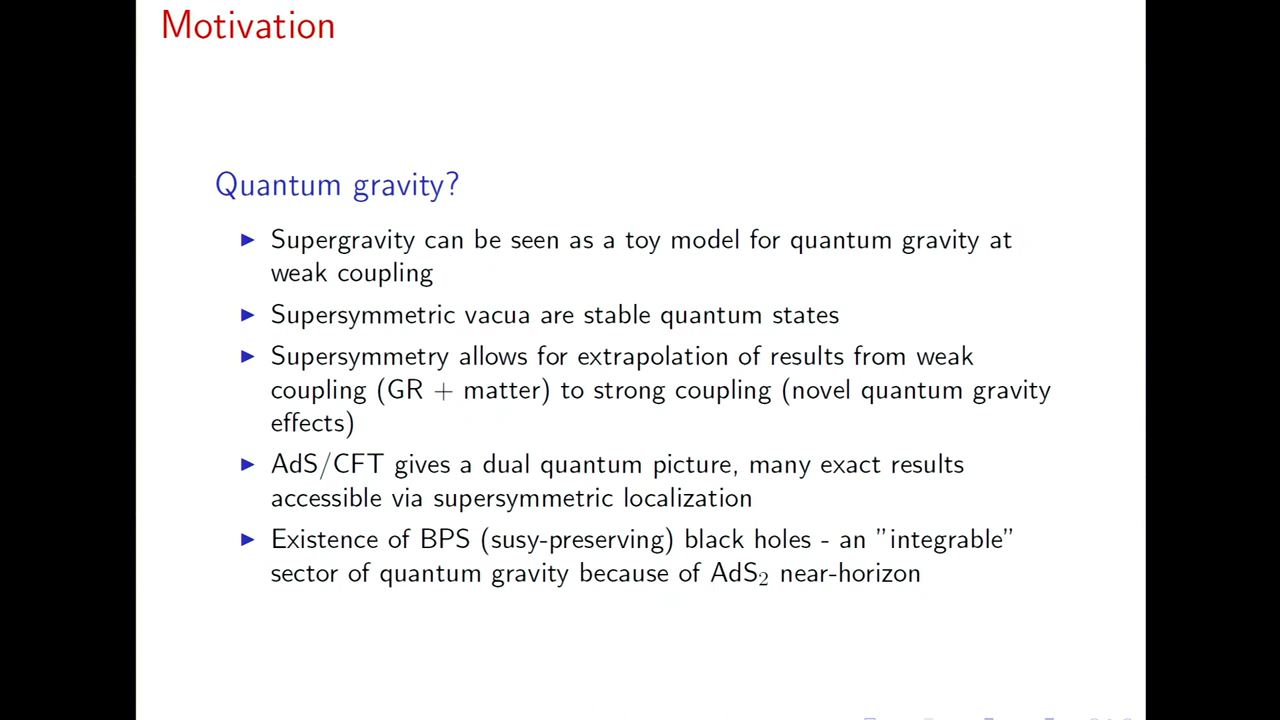 Motivation
Quantum gravity?
▶ Supergravity can be seen as a toy model for quantum gravity at
weak coupling
▶ Supersymmetric vacua are stable quantum states
▶ Supersymmetry allows for extrapolation of results from weak
coupling (GR + matter) to strong coupling (novel quantum gravity
effects)
▶ AdS/CFT gives a dual quantum picture, many exact results
accessible via supersymmetric localization
▶ Existence of BPS (susy-preserving) black holes - an ”integrable”
sector of quantum gravity because of AdS₂ near-horizon